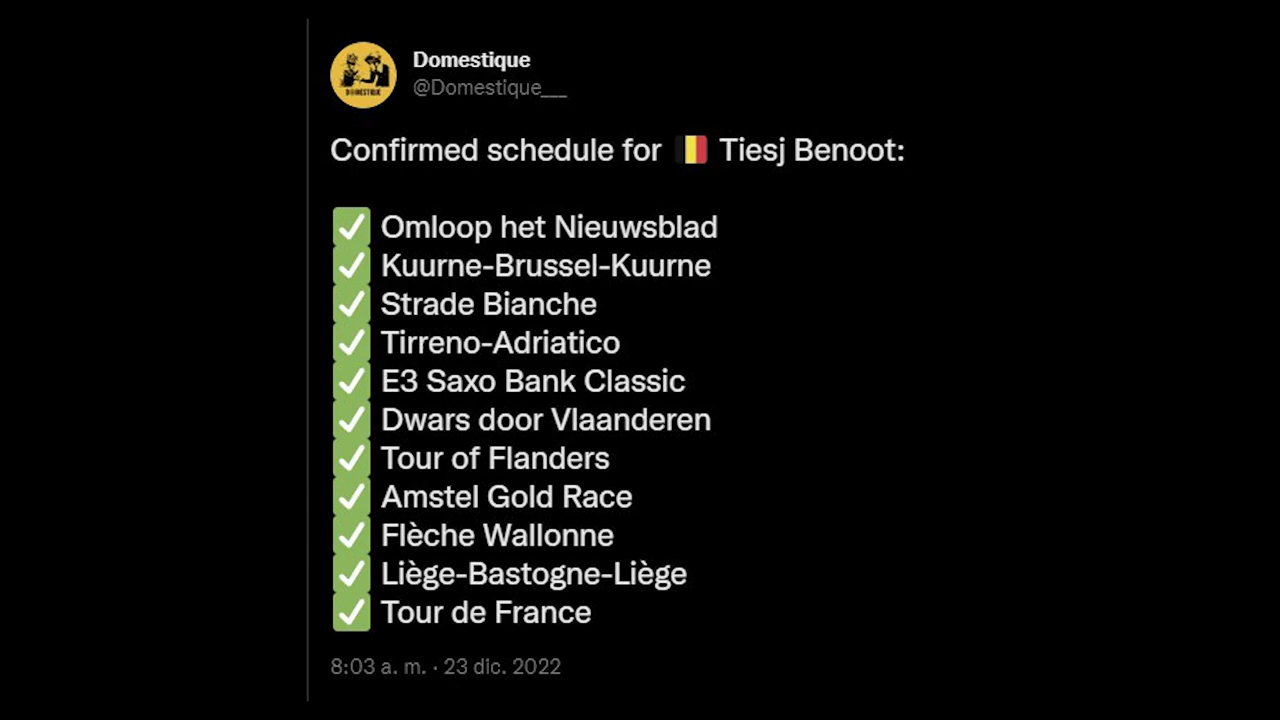 Domestique
@Domestique___
Confirmed schedule for 🇧🇪 Tiesj Benoot:
✅ Omloop het Nieuwsblad
✅ Kuurne-Brussel-Kuurne
✅ Strade Bianche
✅ Tirreno-Adriatico
✅ E3 Saxo Bank Classic
✅ Dwars door Vlaanderen
✅ Tour of Flanders
✅ Amstel Gold Race
✅ Flèche Wallonne
✅ Liège-Bastogne-Liège
✅ Tour de France
8:03 a. m. · 23 dic. 2022